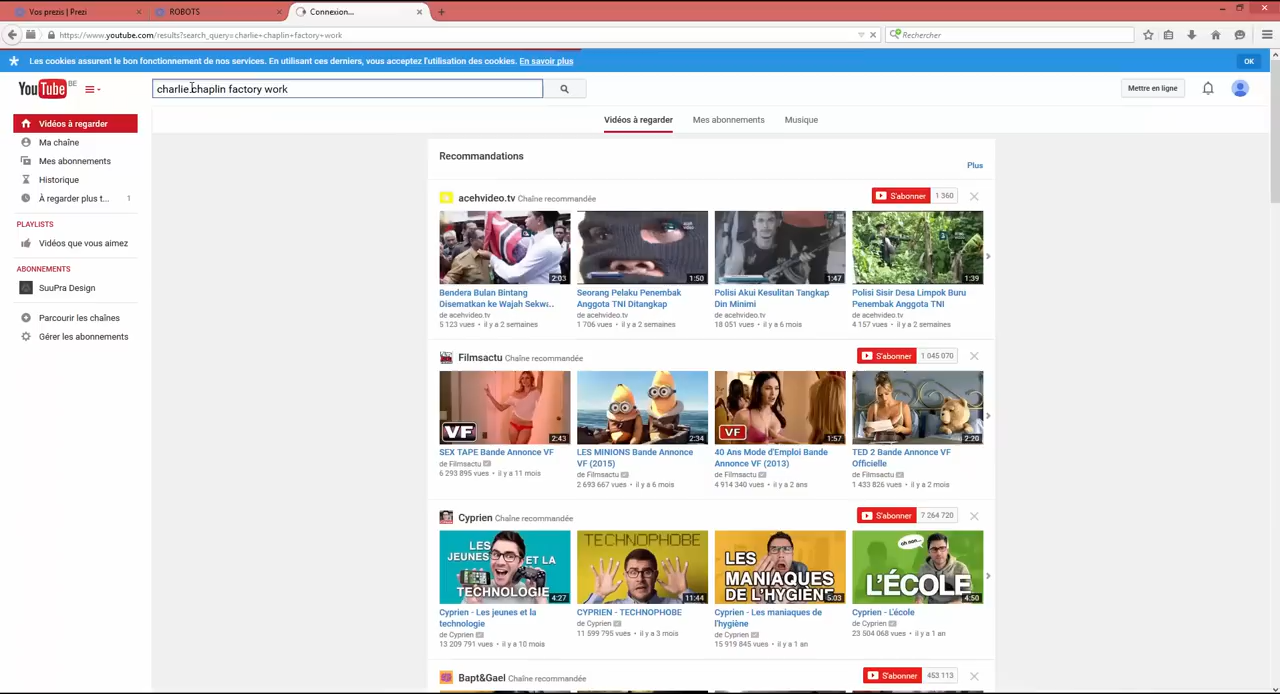 Vos prezis | Prezi
ROBOTS
Connexion...
https://www.youtube.com/results?search_query=charlie+chaplin+factory+work
Rechercher
Les cookies assurent le bon fonctionnement de nos services. En utilisant ces derniers, vous acceptez l'utilisation des cookies. En savoir plus
OK
YouTube BE
charlie chaplin factory work
Mettre en ligne
Vidéos à regarder
Mes abonnements
Musique
Vidéos à regarder
Ma chaîne
Mes abonnements
Historique
À regarder plus t... 1
PLAYLISTS
Vidéos que vous aimez
ABONNEMENTS
SuuPra Design
Parcourir les chaînes
Gérer les abonnements
Recommandations
Plus
acehvideo.tv Chaîne recommandée
S'abonner 1 360
2:03
1:50
1:47
1:39
Bendera Bulan Bintang
Disematkan ke Wajah Sekw...
de acehvideo.tv
5 123 vues • il y a 2 semaines
Seorang Pelaku Penembak
Anggota TNI Ditangkap
de acehvideo.tv
1 706 vues • il y a 2 semaines
Polisi Akui Kesulitan Tangkap
Din Minimi
de acehvideo.tv
18 051 vues • il y a 6 mois
Polisi Sisir Desa Limpok Buru
Penembak Anggota TNI
de acehvideo.tv
4 157 vues • il y a 2 semaines
Filmsactu Chaîne recommandée
S'abonner 1 045 070
VF
2:43
2:34
VF
1:57
2:20
SEX TAPE Bande Annonce VF
de Filmsactu
6 293 895 vues • il y a 11 mois
LES MINIONS Bande Annonce
VF (2015)
de Filmsactu
2 693 667 vues • il y a 6 mois
40 Ans Mode d'Emploi Bande
Annonce VF (2013)
de Filmsactu
4 914 340 vues • il y a 2 ans
TED 2 Bande Annonce VF
Officielle
de Filmsactu
1 433 826 vues • il y a 2 mois
Cyprien Chaîne recommandée
S'abonner 7 264 720
LES
JEUNES ET LA
TECHNOLOGIE
4:27
TECHNOPHOBE
11:44
LES
MANIAQUES
DE L'HYGIÈNE
5:03
oh non...
L'ÉCOLE
4:50
Cyprien - Les jeunes et la
technologie
de Cyprien
13 209 791 vues • il y a 10 mois
CYPRIEN - TECHNOPHOBE
de Cyprien
11 599 795 vues • il y a 3 mois
Cyprien - Les maniaques de
l'hygiène
de Cyprien
15 919 845 vues • il y a 1 an
Cyprien - L'école
de Cyprien
23 504 068 vues • il y a 1 an
Bapt&Gael Chaîne recommandée
S'abonner 453 113